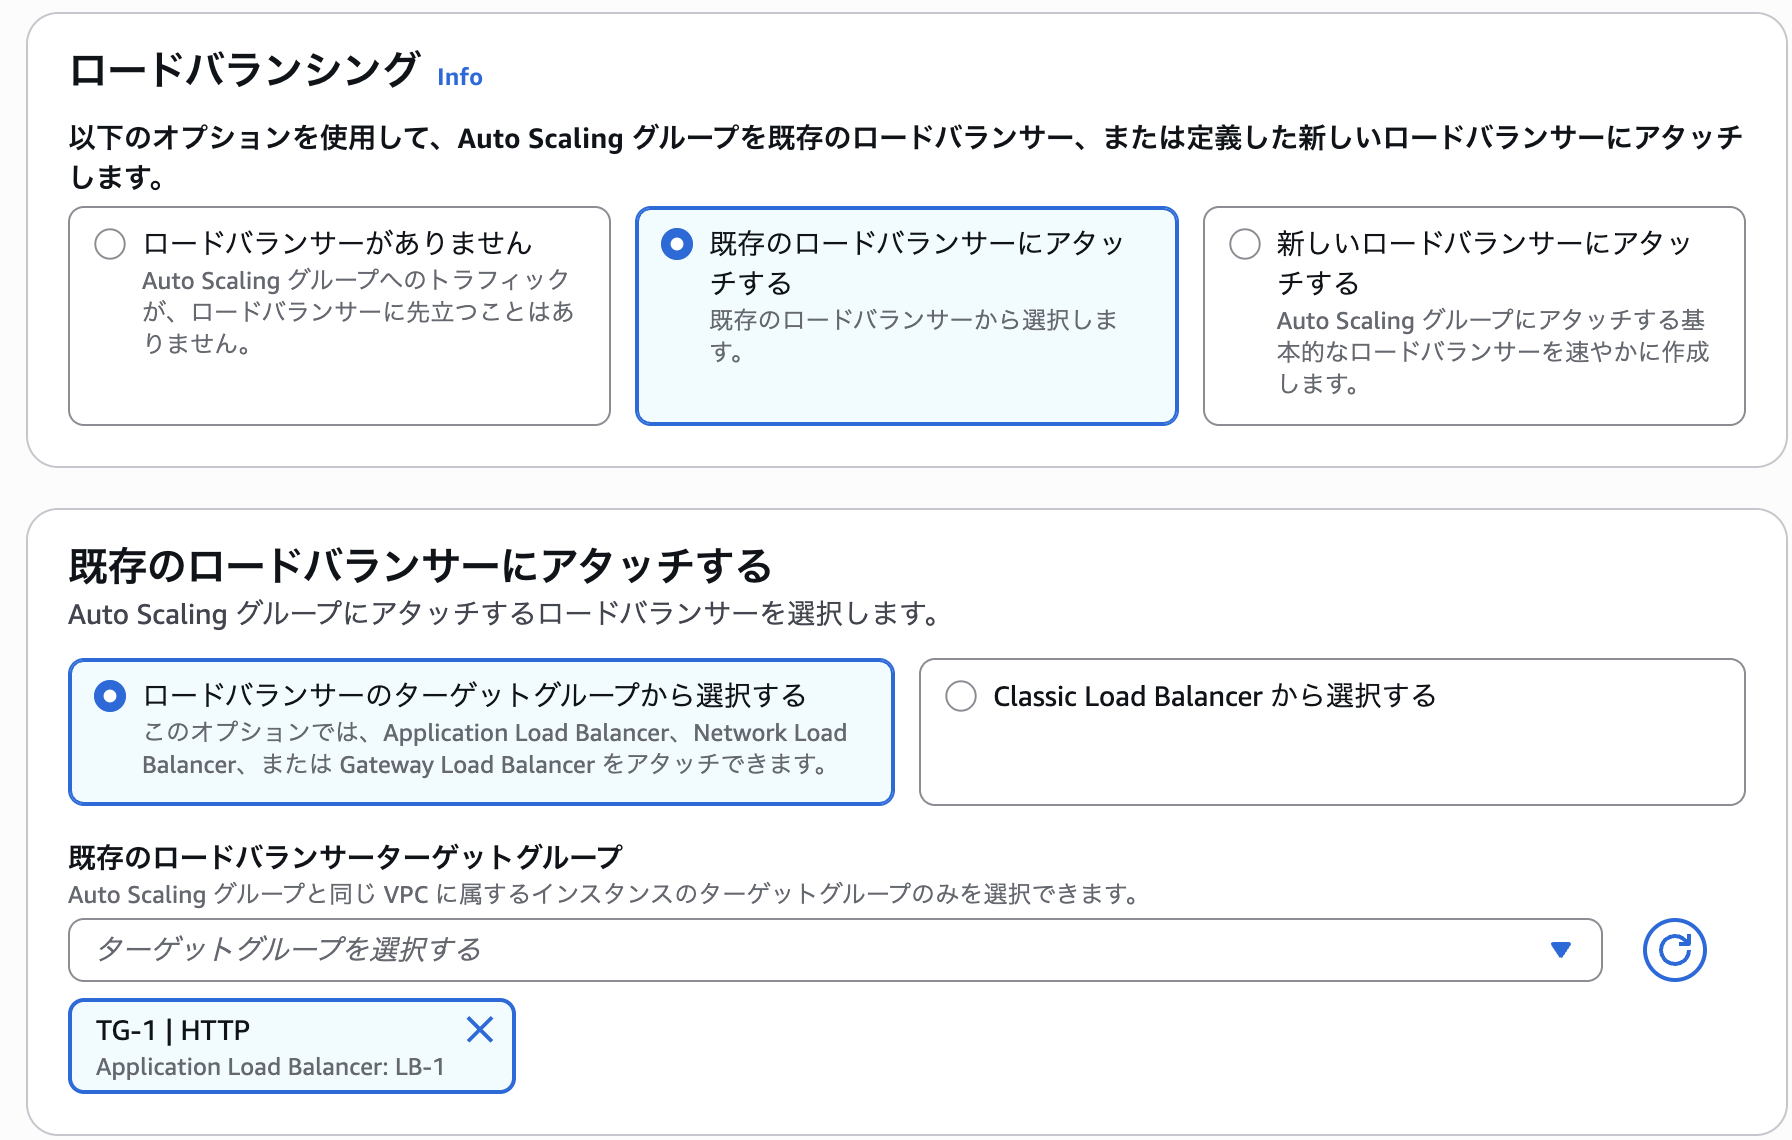 ロードバランシング Info
以下のオプションを使用して、Auto Scaling グループを既存のロードバランサー、または定義した新しいロードバランサーにアタッチ
します。
ロードバランサーがありません
Auto Scaling グループへのトラフィック
が、ロードバランサーに先立つことはあ
りません。
既存のロードバランサーにアタッ
チする
既存のロードバランサーから選択しま
す。
新しいロードバランサーにアタッ
チする
Auto Scaling グループにアタッチする基
本的なロードバランサーを速やかに作成
します。
既存のロードバランサーにアタッチする
Auto Scaling グループにアタッチするロードバランサーを選択します。
ロードバランサーのターゲットグループから選択する
このオプションでは、Application Load Balancer、Network Load
Balancer、または Gateway Load Balancer をアタッチできます。
Classic Load Balancer から選択する
既存のロードバランサーターゲットグループ
Auto Scaling グループと同じ VPC に属するインスタンスのターゲットグループのみを選択できます。
ターゲットグループを選択する
TG-1 | HTTP
Application Load Balancer: LB-1